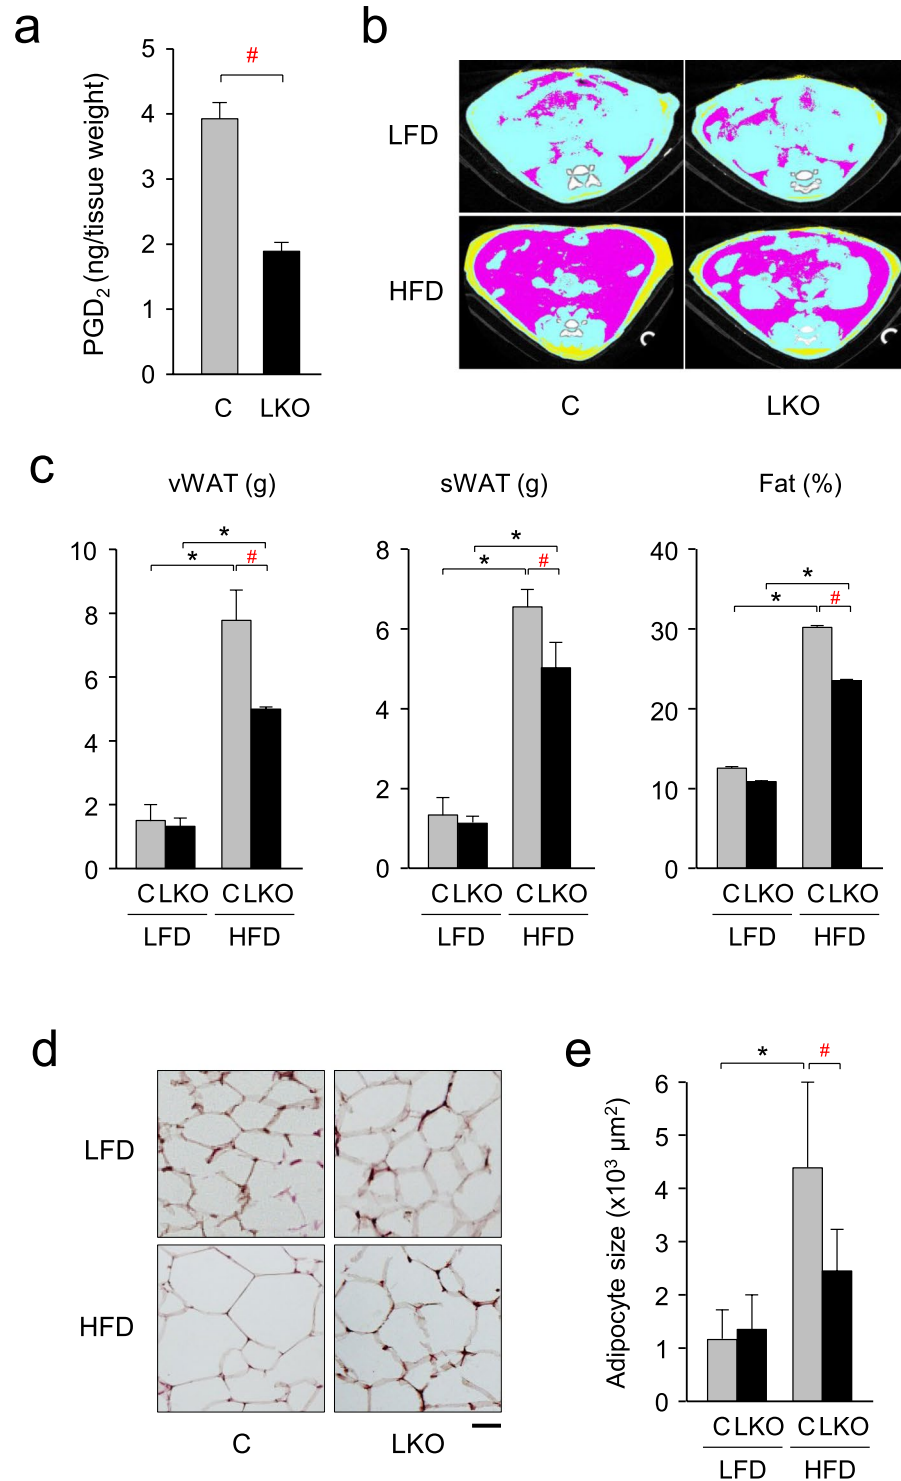 a
#
PGD2 (ng/tissue weight)
5
4
3
2
1
0
C LKO
b
LFD
HFD
C LKO
c
vWAT (g)
*
* #
10
8
6
4
2
0
C LKO C LKO
LFD HFD
sWAT (g)
*
* #
8
6
4
2
0
C LKO C LKO
LFD HFD
Fat (%)
*
* #
40
30
20
10
0
C LKO C LKO
LFD HFD
d
LFD
HFD
C LKO
e
* #
Adipocyte size (x10³ μm²)
6
5
4
3
2
1
0
C LKO C LKO
LFD HFD